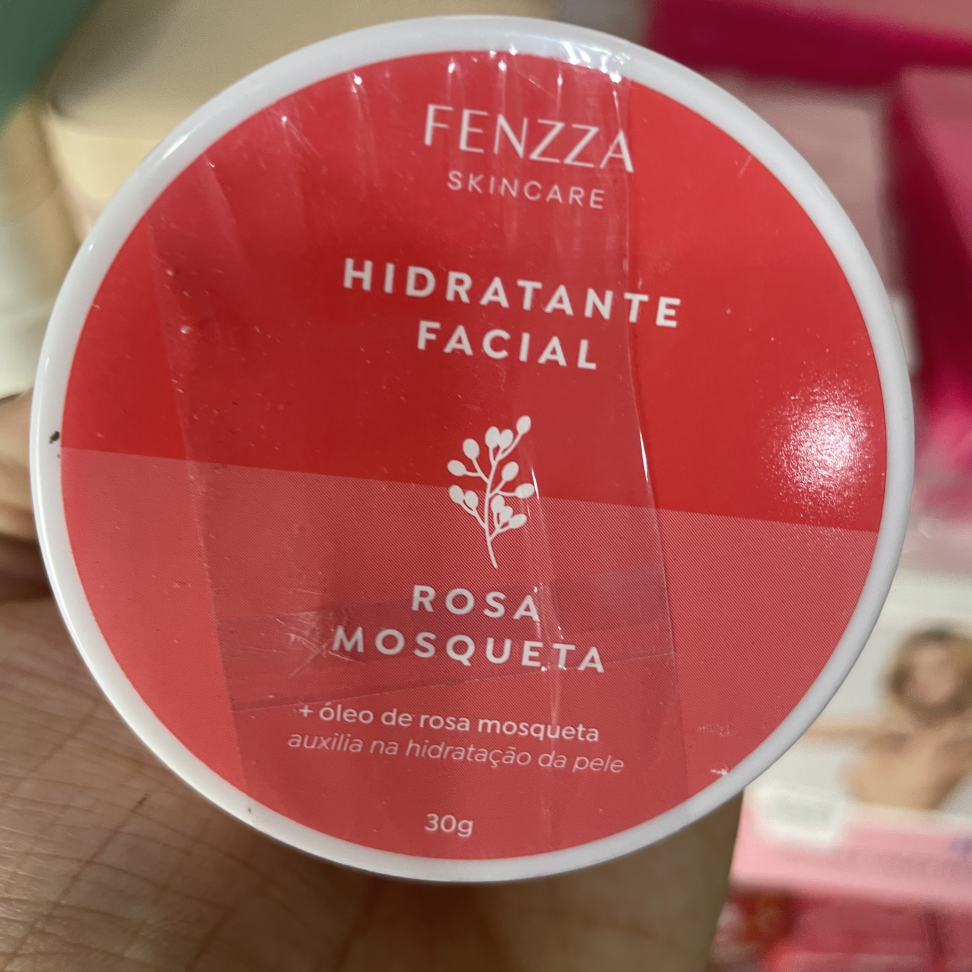 FENZZA
SKINCARE
HIDRATANTE
FACIAL
ROSA
MOSQUETA
+ óleo de rosa mosqueta
auxilia na hidratação da pele
30g